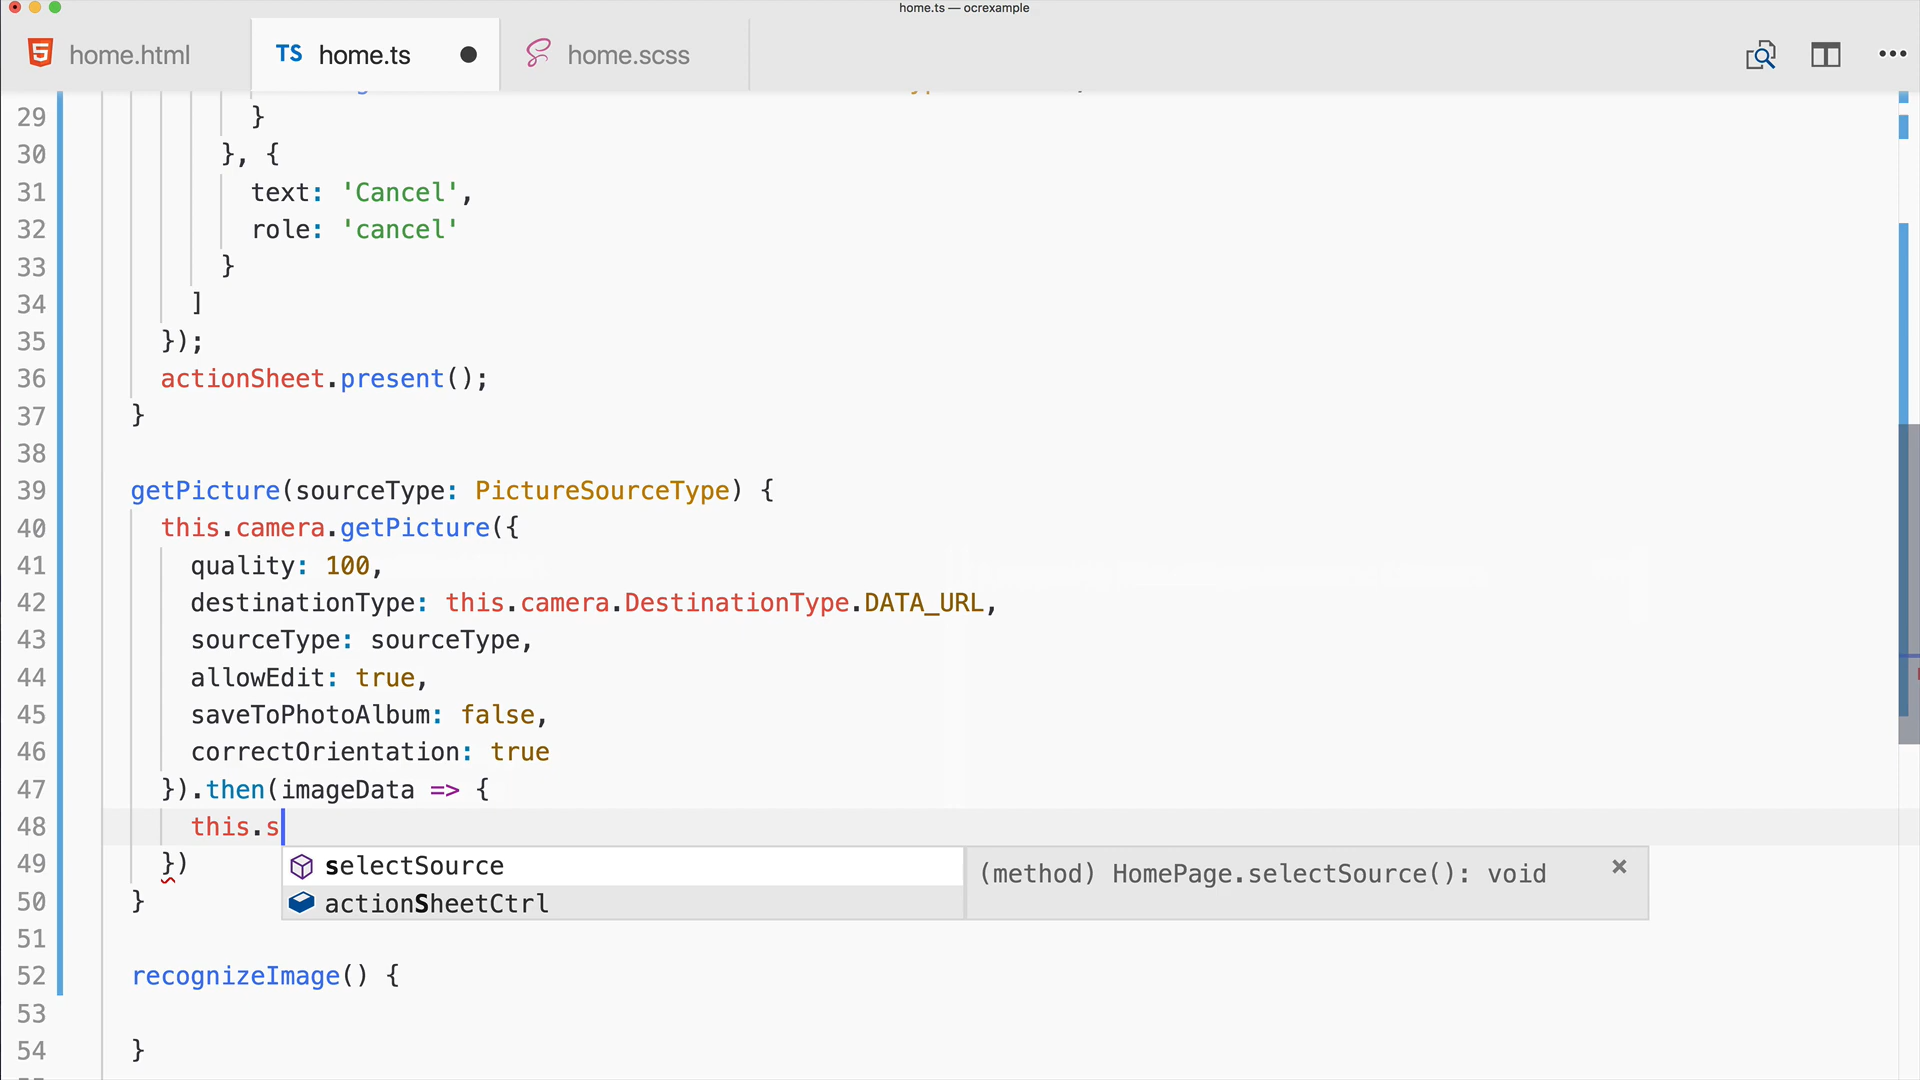 home.ts — ocrexample
home.html TS home.ts home.scss
29 }
30 }, {
31 text: 'Cancel',
32 role: 'cancel'
33 }
34 ]
35 });
36 actionSheet.present();
37 }
38
39 getPicture(sourceType: PictureSourceType) {
40 this.camera.getPicture({
41 quality: 100,
42 destinationType: this.camera.DestinationType.DATA_URL,
43 sourceType: sourceType,
44 allowEdit: true,
45 saveToPhotoAlbum: false,
46 correctOrientation: true
47 }).then(imageData => {
48 this.s
49 })
selectSource (method) HomePage.selectSource(): void
50 }
actionSheetCtrl
51
52 recognizeImage() {
53
54 }